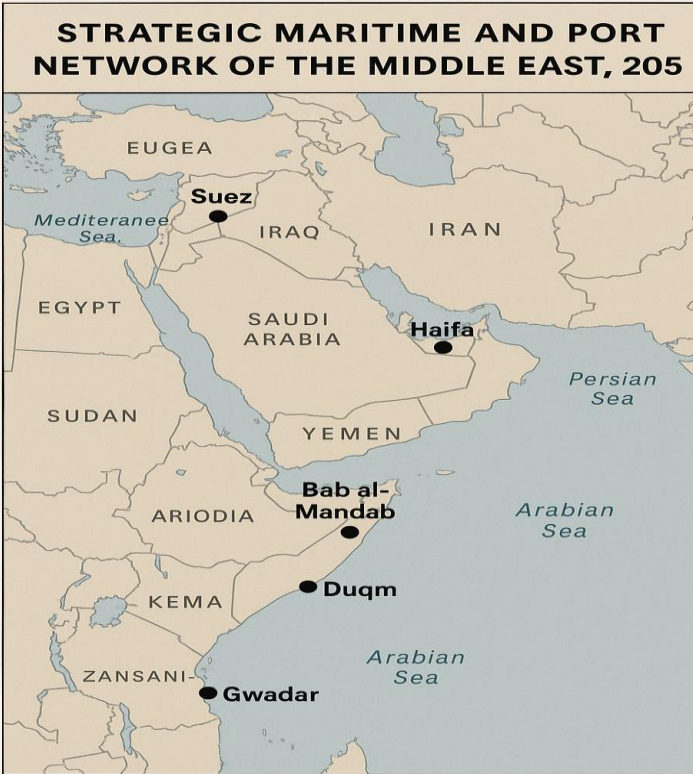 STRATEGIC MARITIME AND PORT
NETWORK OF THE MIDDLE EAST, 205
EUGEA
Suez
Mediteranee
Sea.
IRAQ
IRAN
EGYPT
SAUDI
ARABIA
Haifa
Persian
Sea
SUDAN
YEMEN
Bab al-
Mandab
ARIODIA
Arabian
Sea
Duqm
KEMA
Arabian
Sea
ZANSANI-
Gwadar